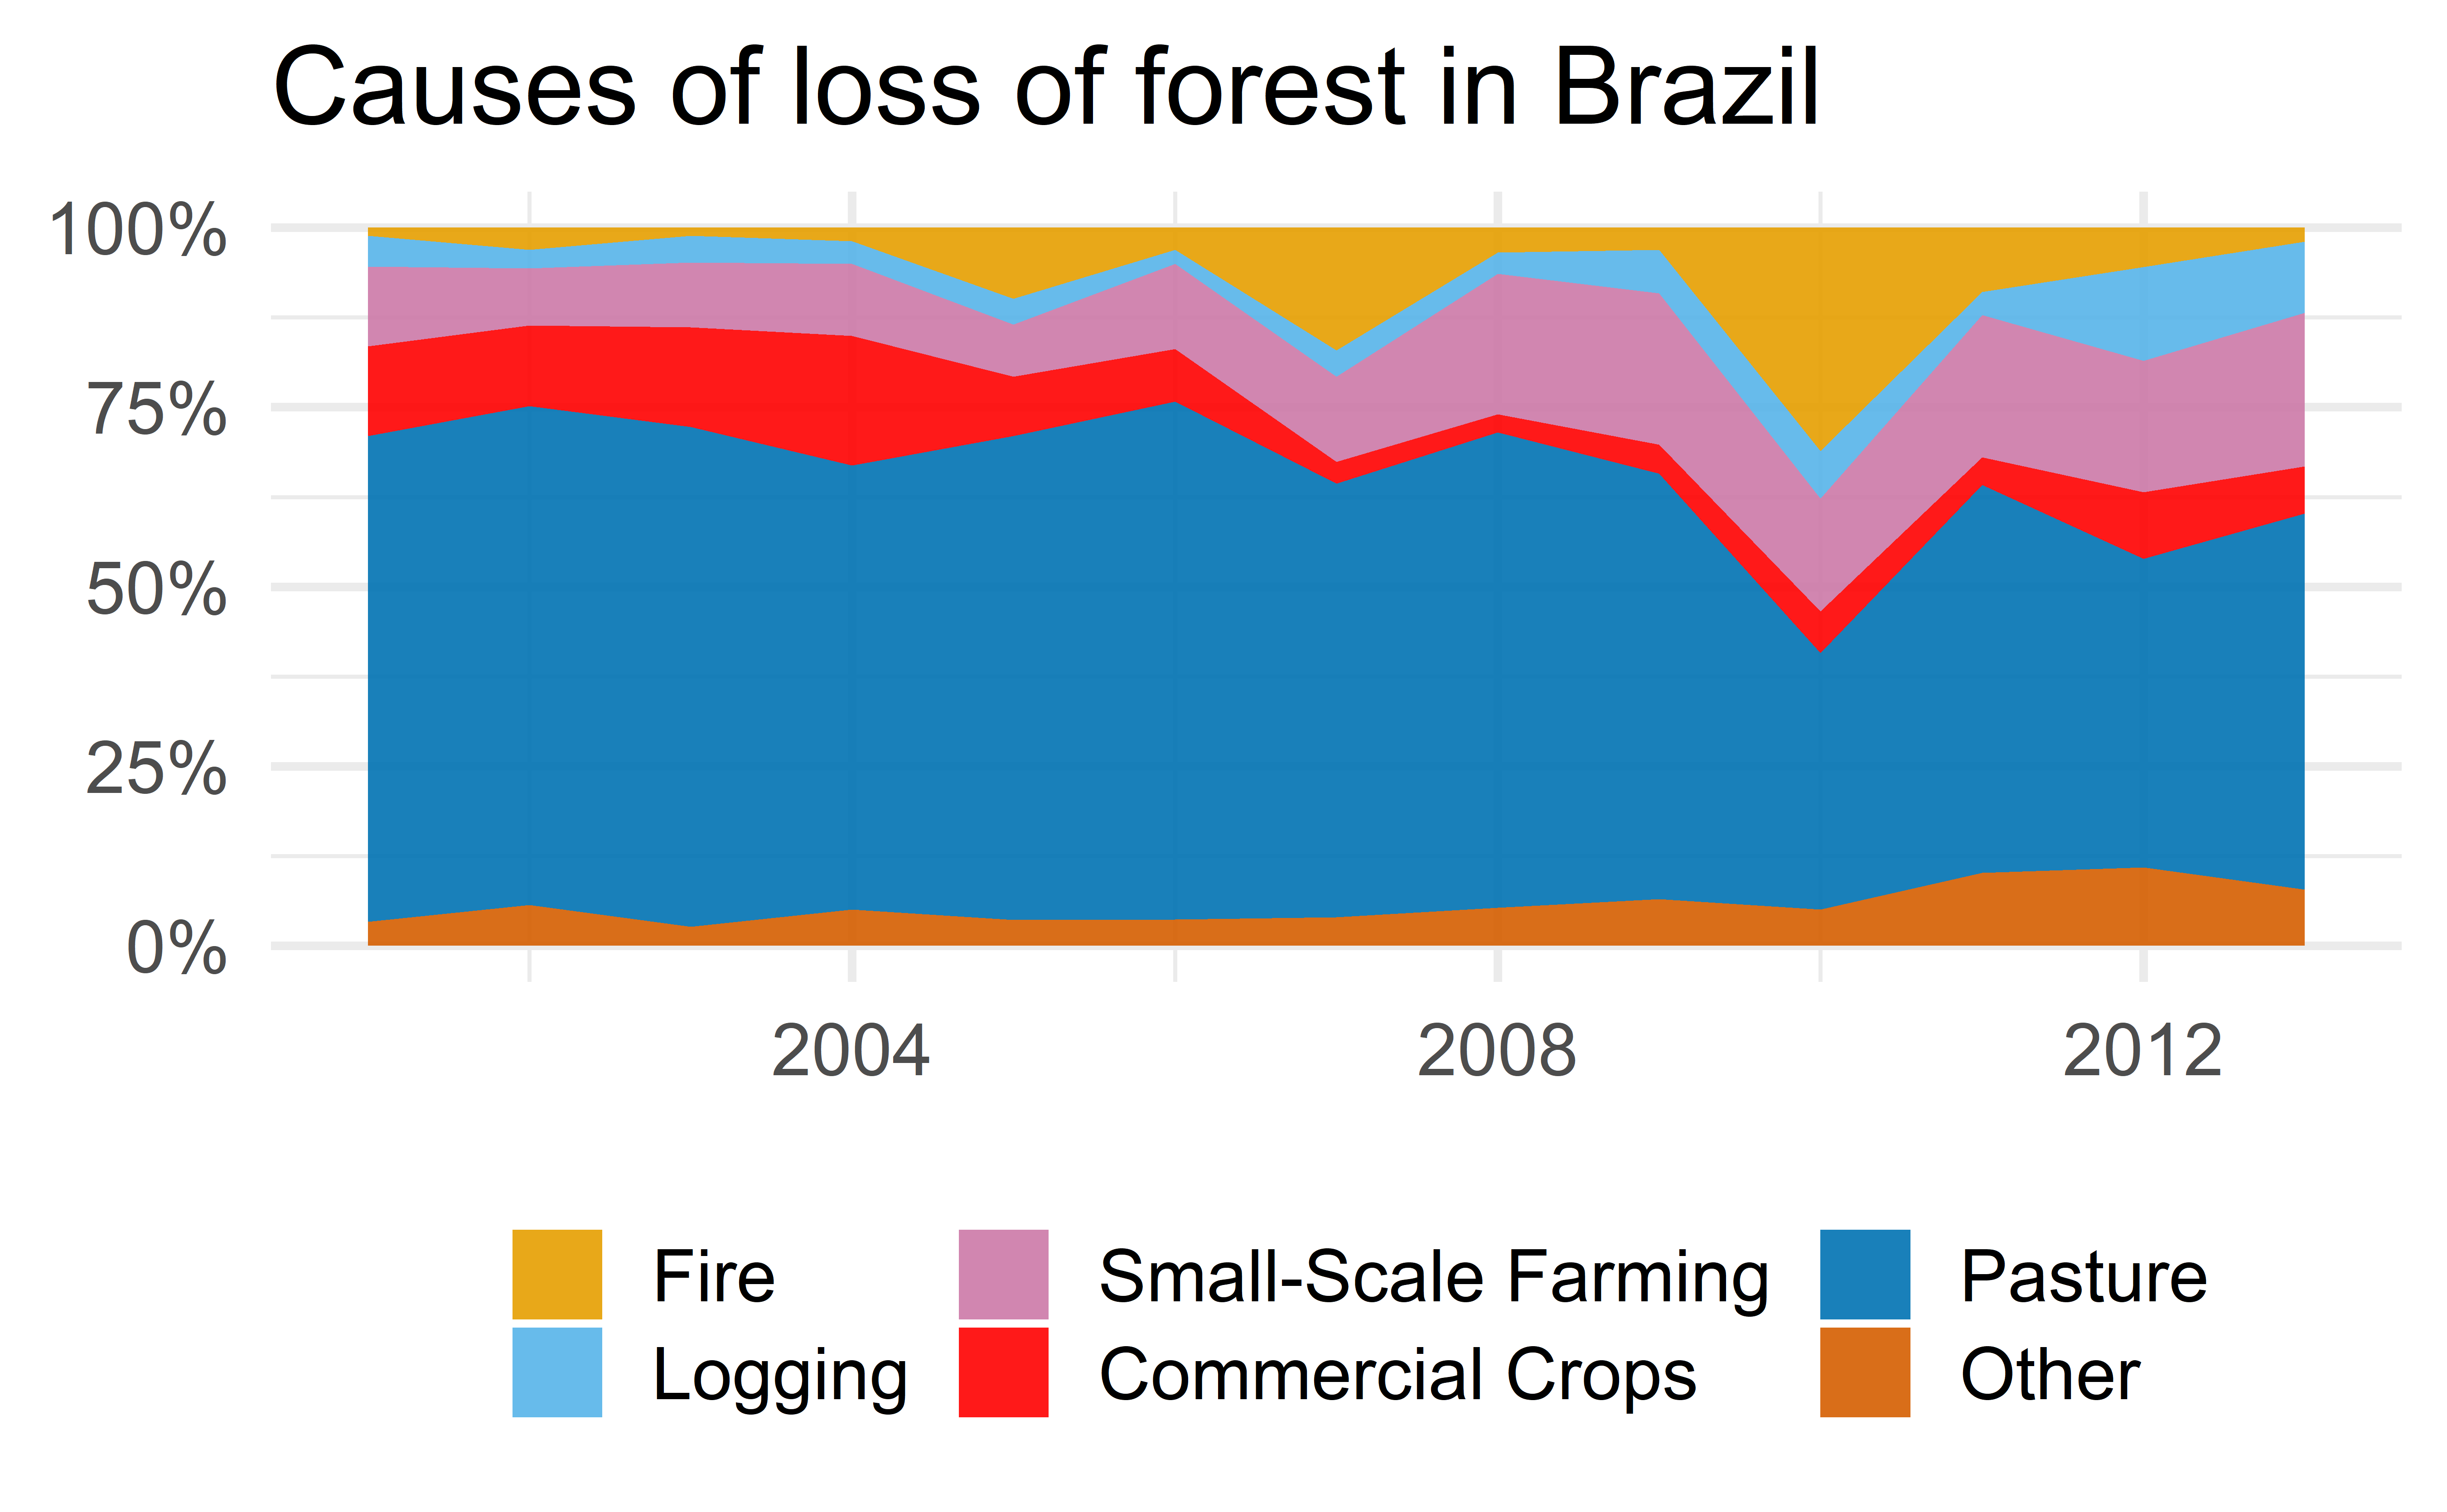 Causes of loss of forest in Brazil
100%
75%
50%
25%
0%
2004 2008 2012
Fire Small-Scale Farming Pasture
Logging Commercial Crops Other